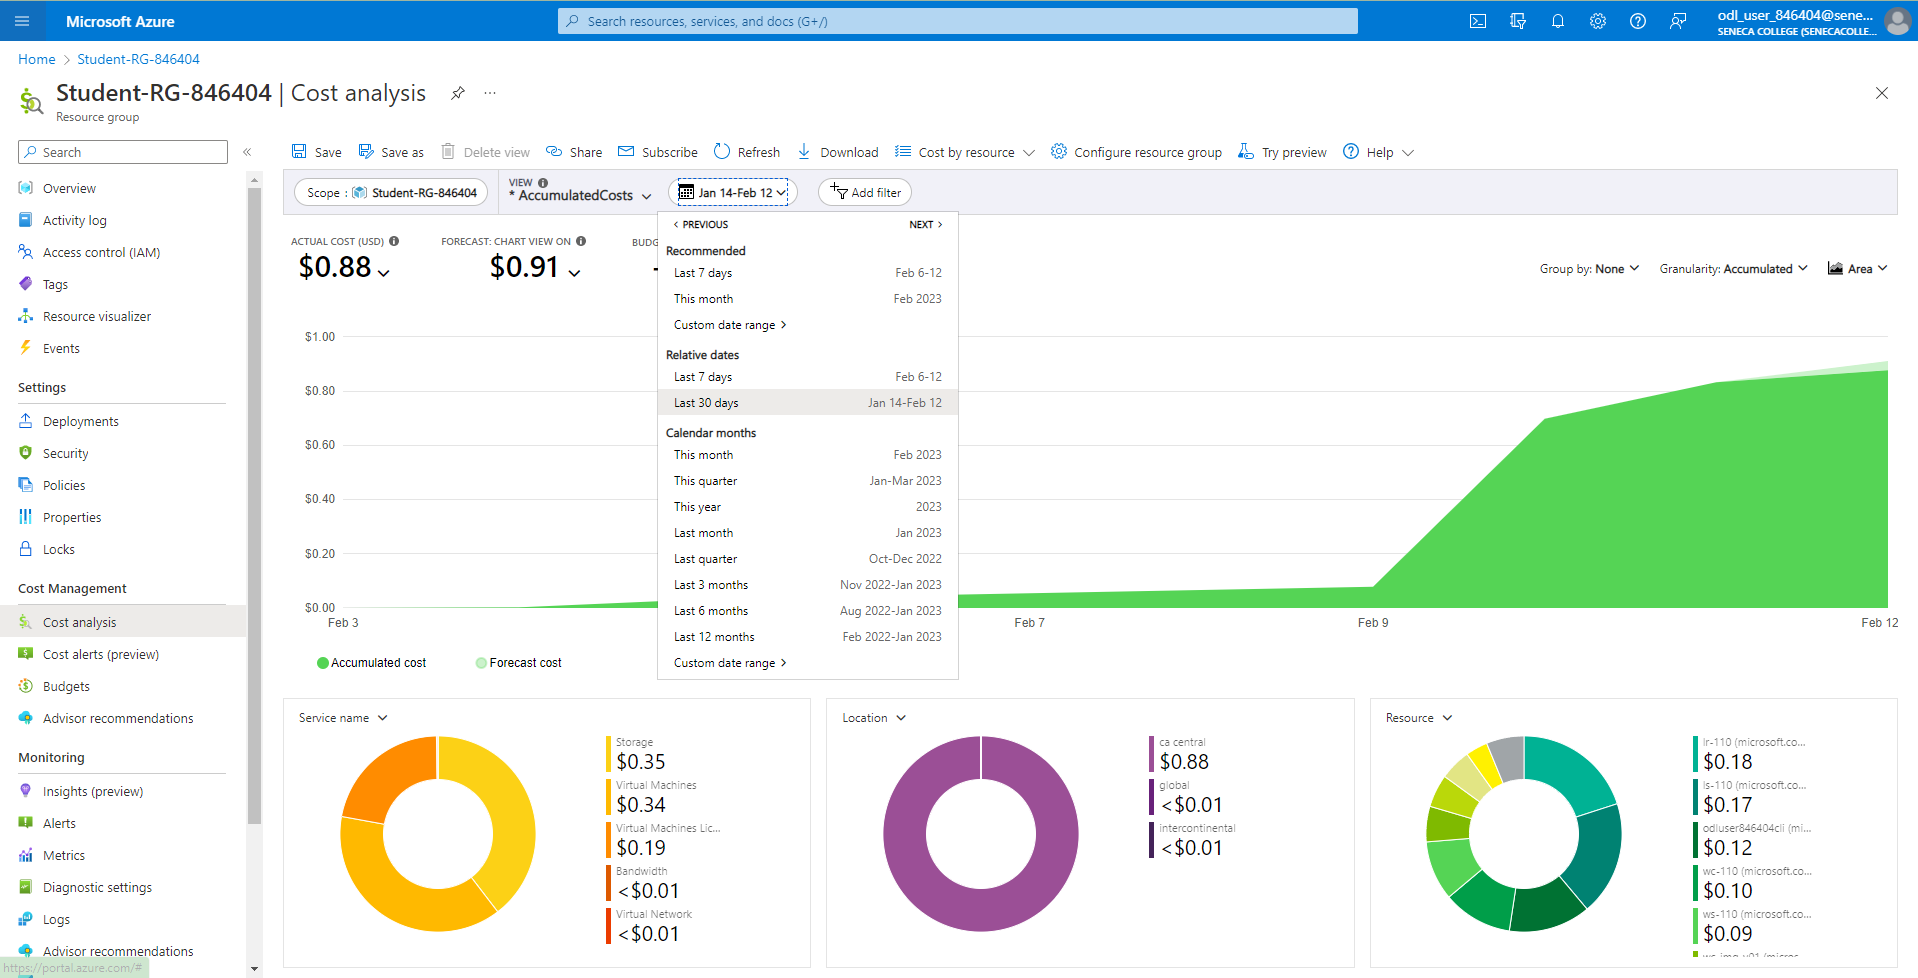 Microsoft Azure
Search resources, services, and docs (G+/)
odl_user_846404@sene...
SENECA COLLEGE (SENECACOLLE...
Home > Student-RG-846404
Student-RG-846404 | Cost analysis
Resource group
Search
Overview
Activity log
Access control (IAM)
Tags
Resource visualizer
Events
Settings
Deployments
Security
Policies
Properties
Locks
Cost Management
Cost analysis
Cost alerts (preview)
Budgets
Advisor recommendations
Monitoring
Insights (preview)
Alerts
Metrics
Diagnostic settings
Logs
Advisor recommendations
https://portal.azure.com/#
Save
Save as
Delete view
Share
Subscribe
Refresh
Download
Cost by resource
Configure resource group
Try preview
Help
Scope : Student-RG-846404
VIEW
* AccumulatedCosts
Jan 14-Feb 12
Add filter
ACTUAL COST (USD)
$0.88
FORECAST: CHART VIEW ON
$0.91
BUDG
Group by: None
Granularity: Accumulated
Area
< PREVIOUS NEXT >
Recommended
Last 7 days Feb 6-12
This month Feb 2023
Custom date range >
Relative dates
Last 7 days Feb 6-12
Last 30 days Jan 14-Feb 12
Calendar months
This month Feb 2023
This quarter Jan-Mar 2023
This year 2023
Last month Jan 2023
Last quarter Oct-Dec 2022
Last 3 months Nov 2022-Jan 2023
Last 6 months Aug 2022-Jan 2023
Last 12 months Feb 2022-Jan 2023
Custom date range >
$1.00
$0.80
$0.60
$0.40
$0.20
$0.00
Feb 3
Feb 7
Feb 9
Feb 12
Accumulated cost
Forecast cost
Service name
Storage
$0.35
Virtual Machines
$0.34
Virtual Machines Lic...
$0.19
Bandwidth
<$0.01
Virtual Network
<$0.01
Location
ca central
$0.88
global
<$0.01
intercontinental
<$0.01
Resource
lr-110 (microsoft.co...
$0.18
ls-110 (microsoft.co...
$0.17
odluser846404cli (mi...
$0.12
wc-110 (microsoft.co...
$0.10
ws-110 (microsoft.co...
$0.09